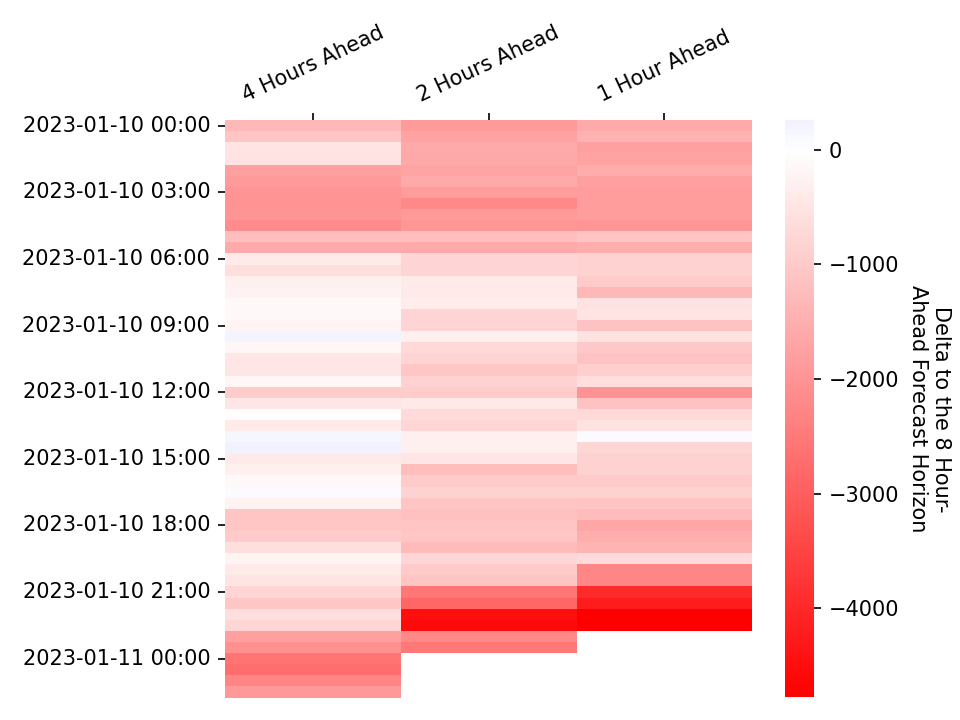 4 Hours Ahead
2 Hours Ahead
1 Hour Ahead
2023-01-10 00:00
2023-01-10 03:00
2023-01-10 06:00
2023-01-10 09:00
2023-01-10 12:00
2023-01-10 15:00
2023-01-10 18:00
2023-01-10 21:00
2023-01-11 00:00
0
−1000
−2000
−3000
−4000
Delta to the 8 Hour-
Ahead Forecast Horizon